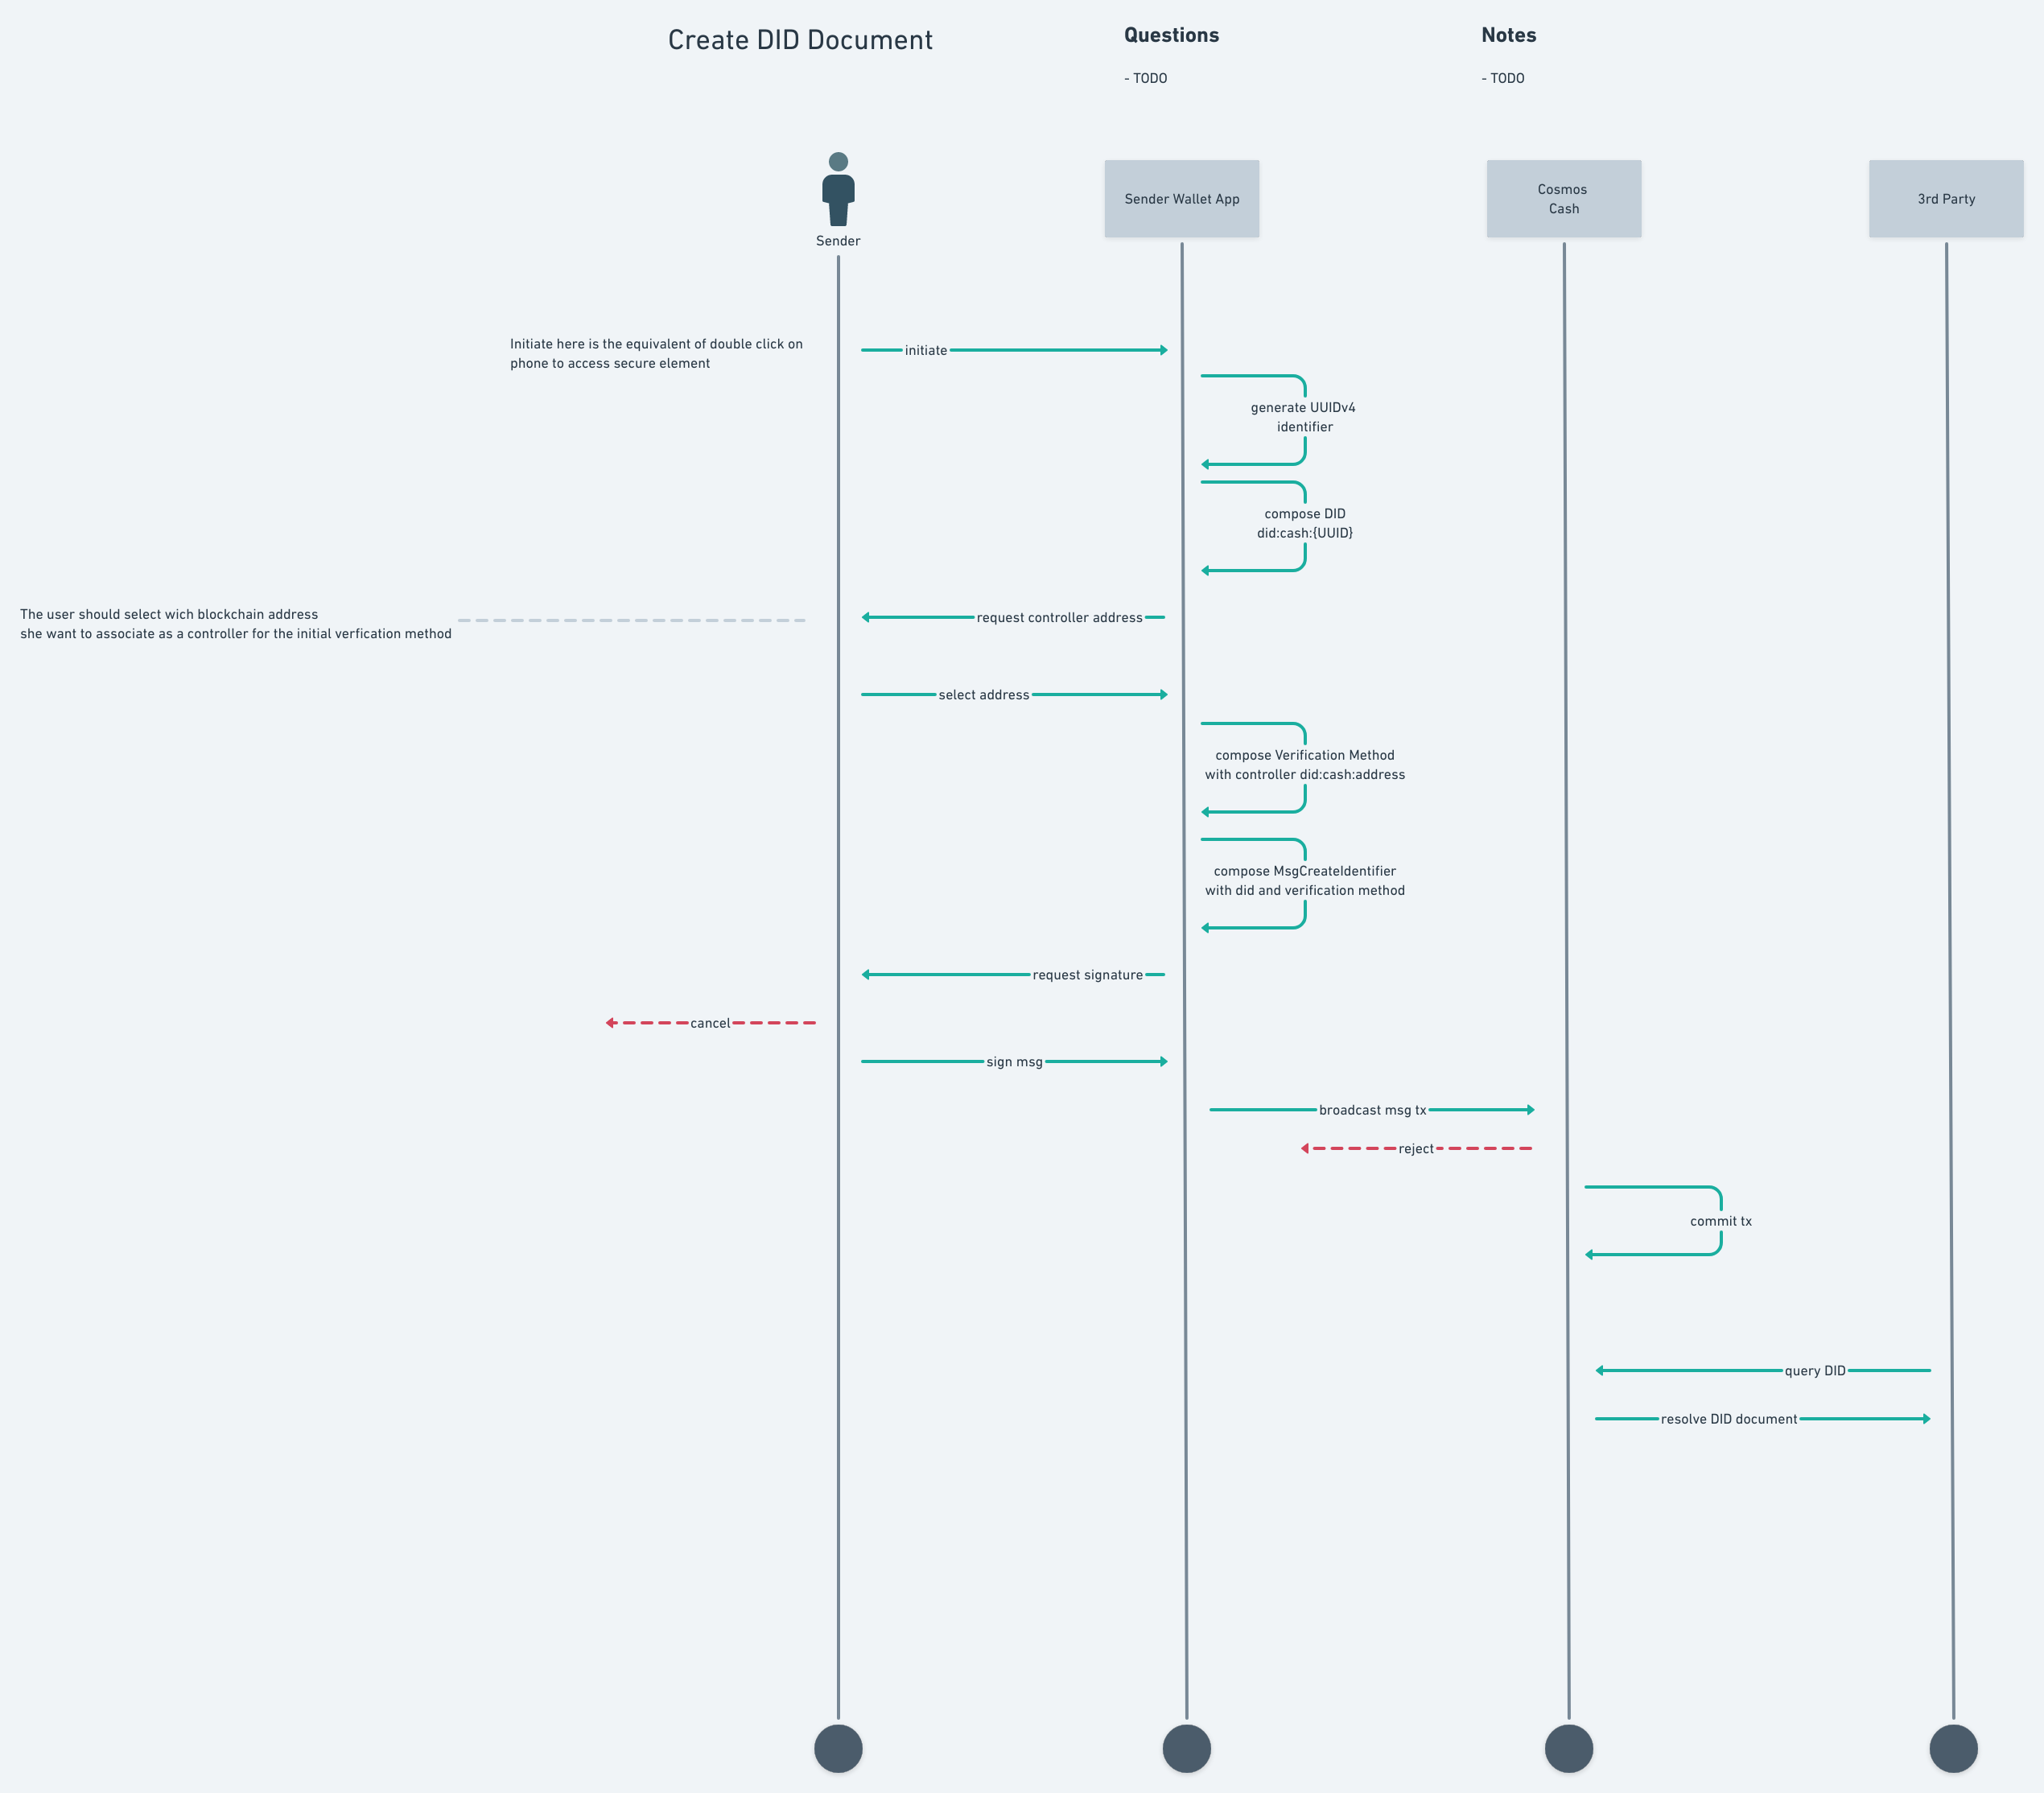 Create DID Document
Questions
- TODO
Notes
- TODO
Sender
Sender Wallet App
Cosmos
Cash
3rd Party
Initiate here is the equivalent of double click on
phone to access secure element
initiate
generate UUIDv4
identifier
compose DID
did:cash:{UUID}
The user should select wich blockchain address
she want to associate as a controller for the initial verfication method
request controller address
select address
compose Verification Method
with controller did:cash:address
compose MsgCreateIdentifier
with did and verification method
request signature
cancel
sign msg
broadcast msg tx
reject
commit tx
query DID
resolve DID document